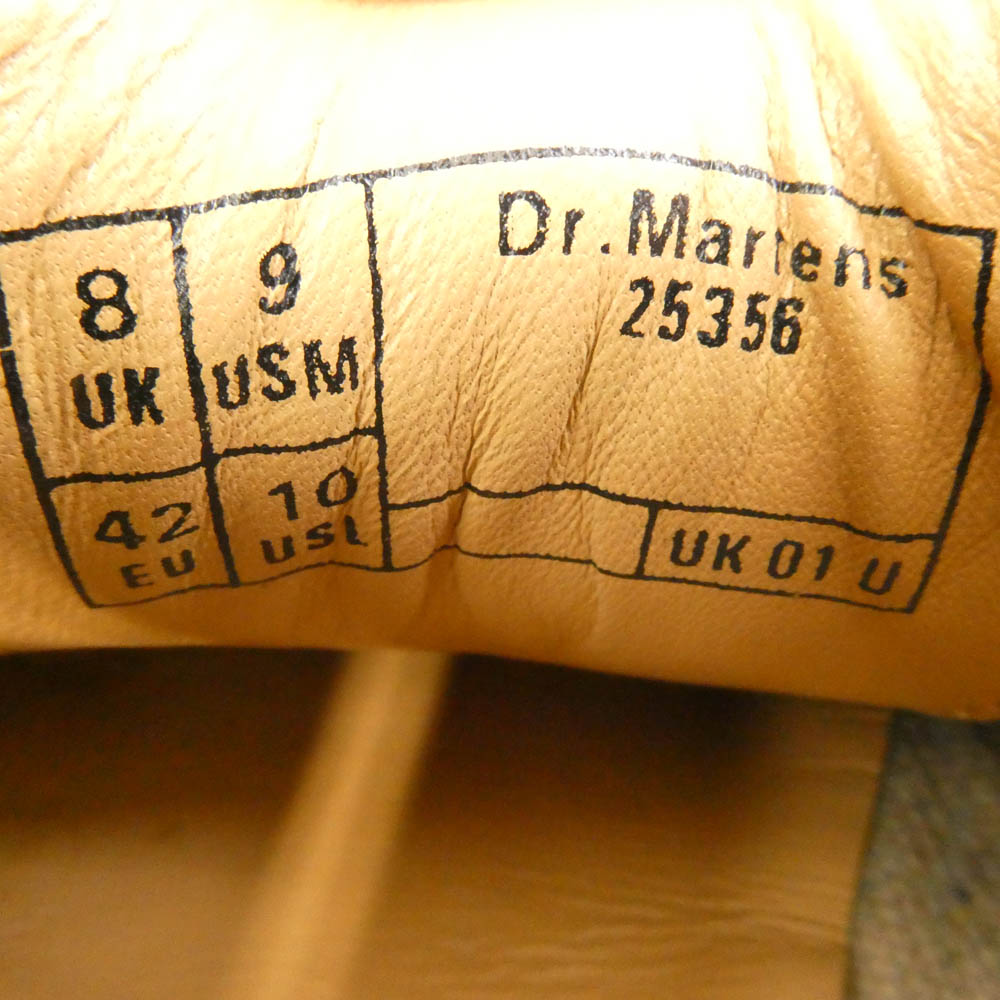 8
UK
9
USM
42
EU
10
USL
Dr. Martens
25356
UK 01 U